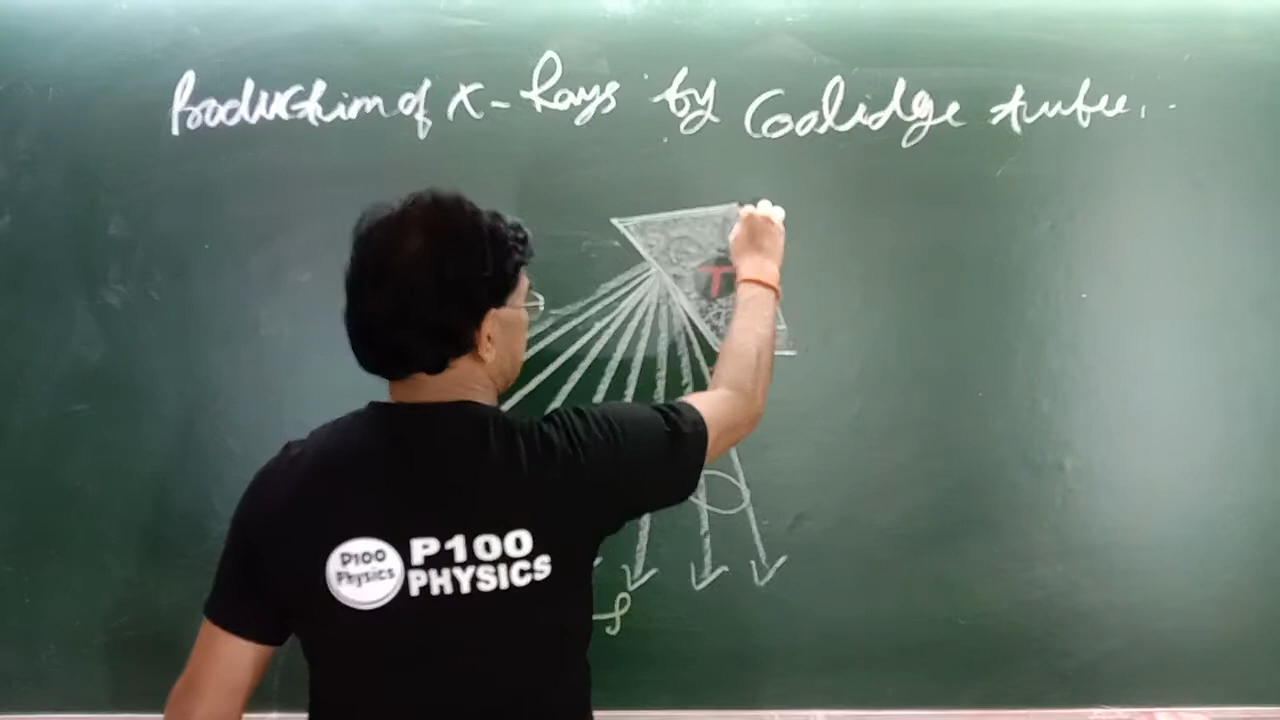 Production of X-Rays by Coolidge tube.
T
P100
Physics
P100
PHYSICS